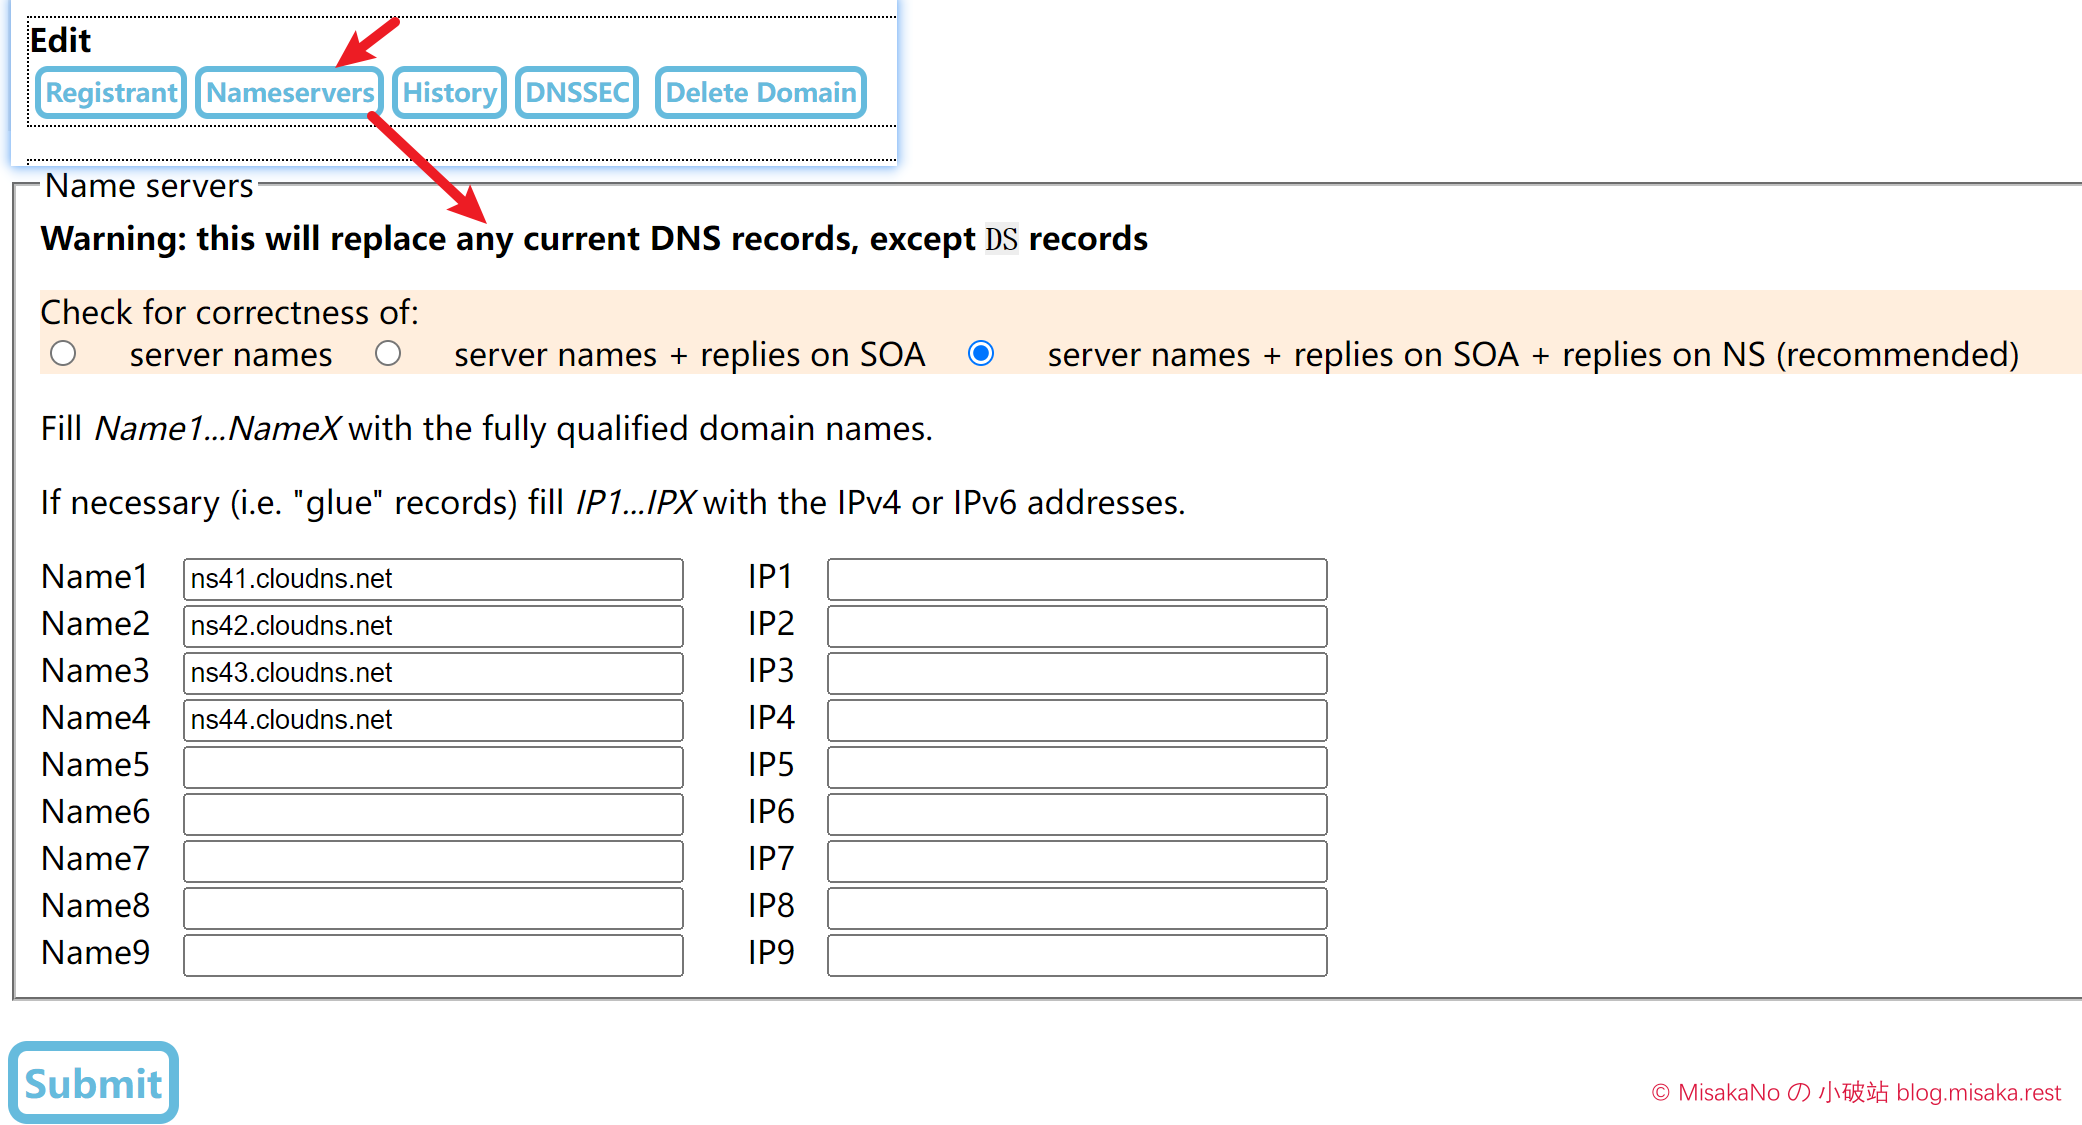 Edit
Registrant Nameservers History DNSSEC Delete Domain
Name servers
Warning: this will replace any current DNS records, except DS records
Check for correctness of:
server names server names + replies on SOA server names + replies on SOA + replies on NS (recommended)
Fill Name1...NameX with the fully qualified domain names.
If necessary (i.e. "glue" records) fill IP1...IPX with the IPv4 or IPv6 addresses.
Name1 ns41.cloudns.net IP1
Name2 ns42.cloudns.net IP2
Name3 ns43.cloudns.net IP3
Name4 ns44.cloudns.net IP4
Name5 IP5
Name6 IP6
Name7 IP7
Name8 IP8
Name9 IP9
Submit
© MisakaNo の 小破站 blog.misaka.rest